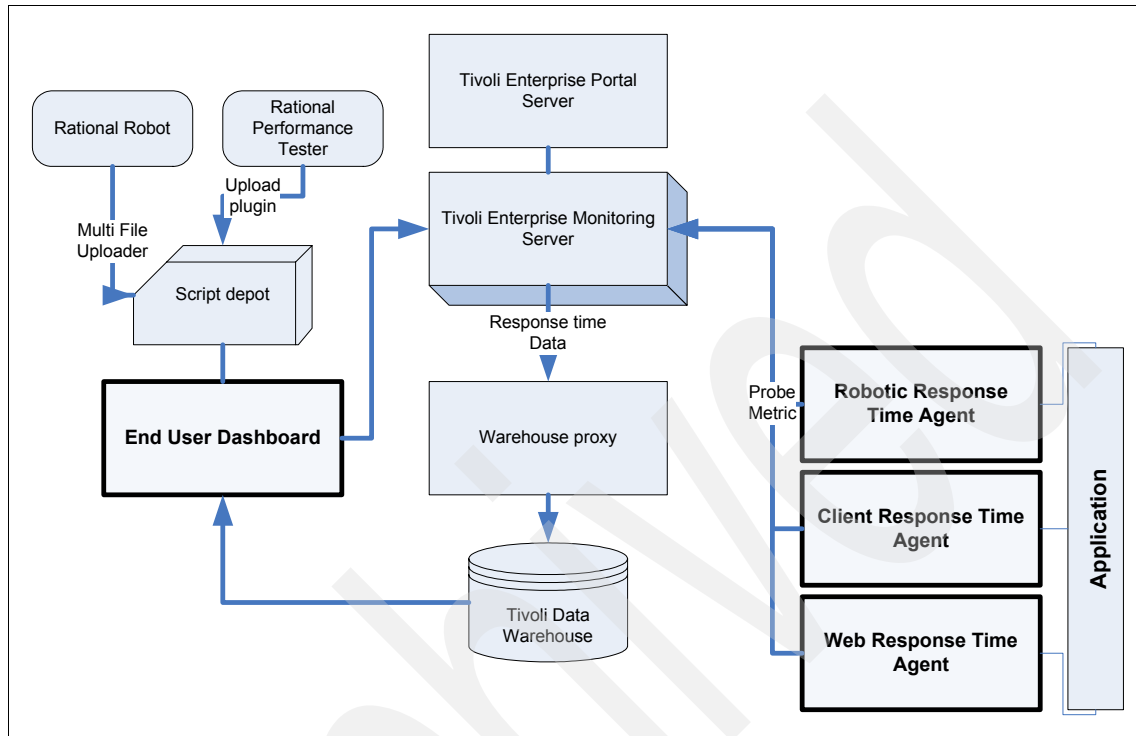 Tivoli Enterprise Portal
Server
Rational Robot
Rational
Performance
Tester
Upload
plugin
Multi File
Uploader
Script depot
Tivoli Enterprise Monitoring
Server
Response time
Data
End User Dashboard
Warehouse proxy
Tivoli Data
Warehouse
Probe
Metric
Robotic Response
Time Agent
Client Response Time
Agent
Web Response Time
Agent
Application